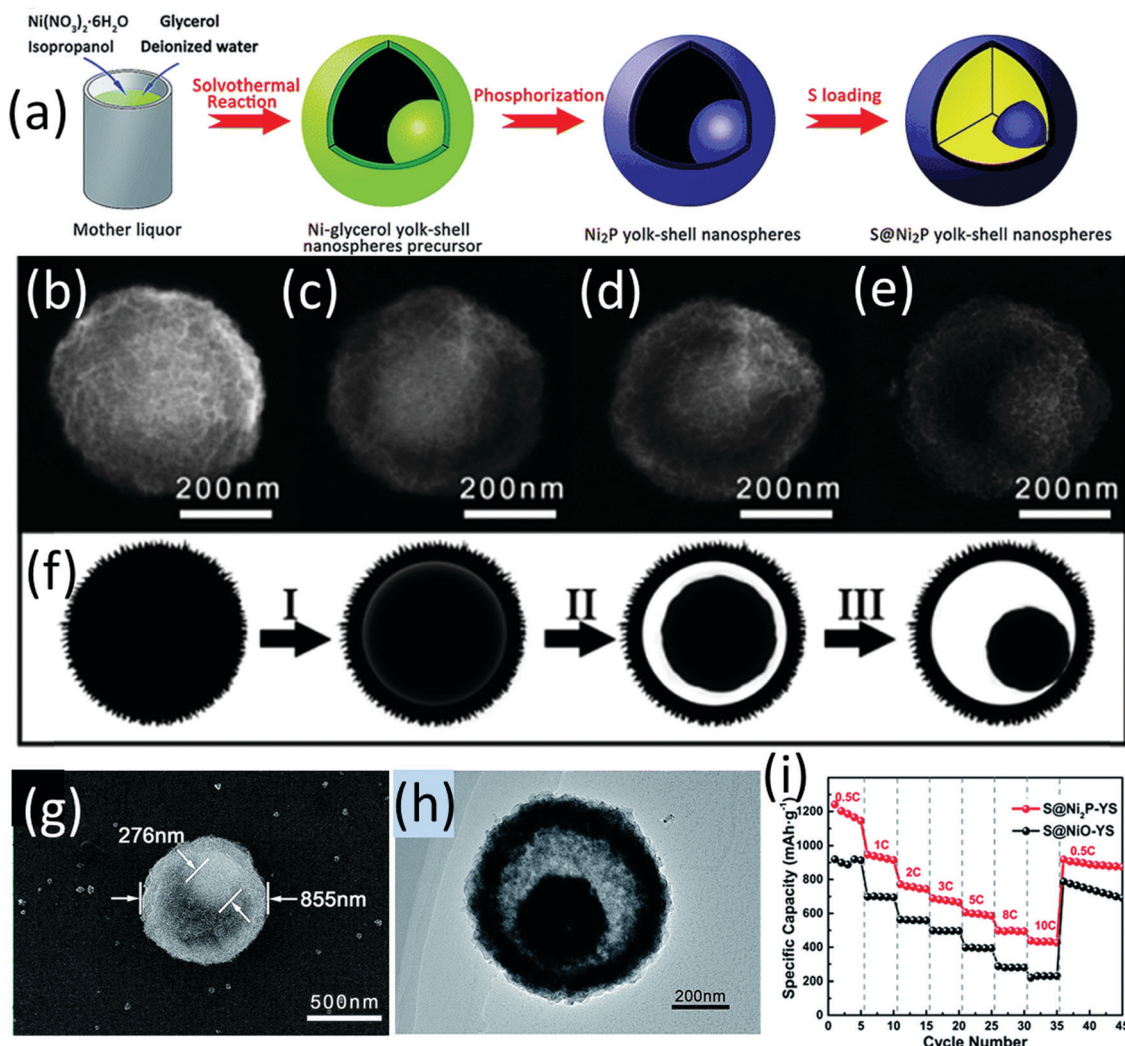 (a)
Ni(NO₃)₂·6H₂O Glycerol
Isopropanol Deionized water
Solvothermal
Reaction
Phosphorization
S loading
Mother liquor
Ni-glycerol yolk-shell
nanospheres precursor
Ni₂P yolk-shell nanospheres
S@Ni₂P yolk-shell nanospheres
(b)
200nm
(c)
200nm
(d)
200nm
(e)
200nm
(f)
I
II
III
(g)
276nm
855nm
500nm
(h)
200nm
(i)
Specific Capacity (mAh·g⁻¹)
1200
1000
800
600
400
200
0
0.5C
1C
2C
3C
5C
8C
10C
0.5C
S@Ni₂P-YS
S@NiO-YS
0 5 10 15 20 25 30 35 40 45
Cycle Number